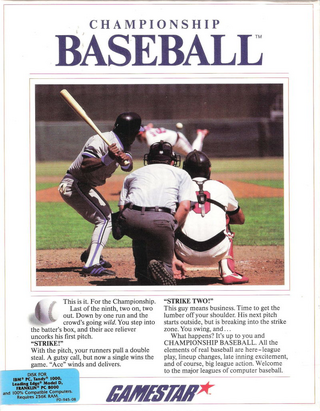 CHAMPIONSHIP
BASEBALL™
This is it. For the Championship.
Last of the ninth, two on, two
out. Down by one run and the
crowd's going wild. You step into
the batter's box, and their ace reliever
uncorks his first pitch.
"STRIKE!"
With the pitch, your runners pull a double
steal. A gutsy call, but now a single wins the
game. "Ace" winds and delivers.
"STRIKE TWO!"
This guy means business. Time to get the
lumber off your shoulder. His next pitch
starts outside, but is breaking into the strike
zone. You swing, and...
What happens? It's up to you and
CHAMPIONSHIP BASEBALL. All the
elements of real baseball are here--league
play, lineup changes, late inning excitement,
and of course, big league action. Welcome
to the major leagues of computer baseball.
DISK FOR
IBM® PC, Tandy® 1000,
Leading Edge® Model D,
FRANKLIN™ PC 8000
and 100% Compatible Computers,
Requires 256K RAM.
GAMESTAR